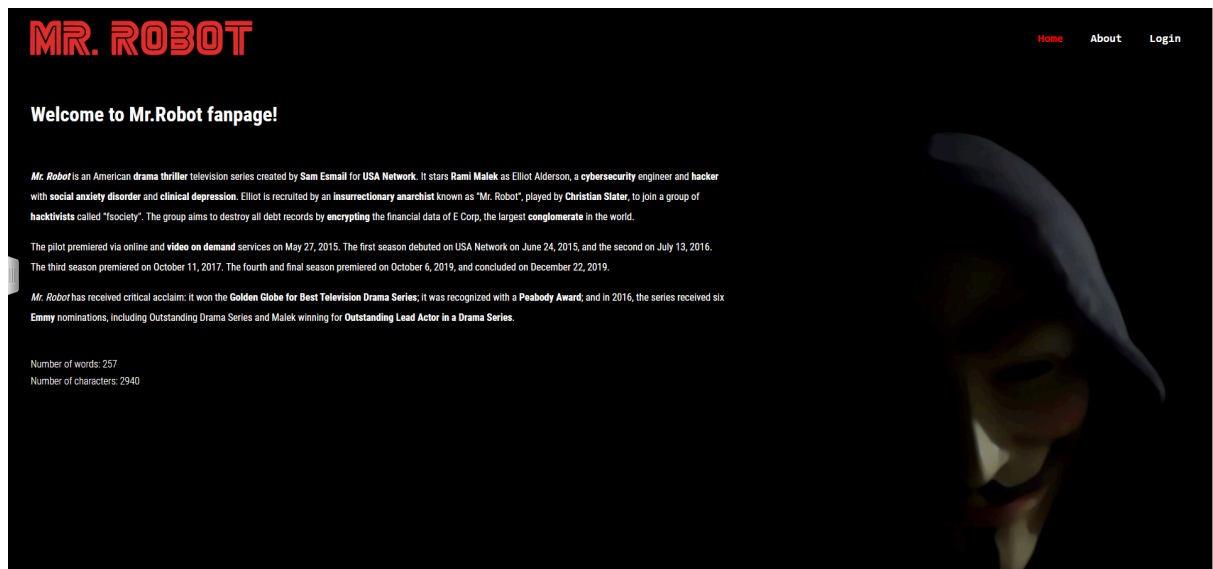 MR. ROBOT
Home About Login
Welcome to Mr.Robot fanpage!
Mr. Robot is an American drama thriller television series created by Sam Esmail for USA Network. It stars Rami Malek as Elliot Alderson, a cybersecurity engineer and hacker
with social anxiety disorder and clinical depression. Elliot is recruited by an insurrectionary anarchist known as "Mr. Robot", played by Christian Slater, to join a group of
hacktivists called "fsociety". The group aims to destroy all debt records by encrypting the financial data of E Corp, the largest conglomerate in the world.
The pilot premiered via online and video on demand services on May 27, 2015. The first season debuted on USA Network on June 24, 2015, and the second on July 13, 2016.
The third season premiered on October 11, 2017. The fourth and final season premiered on October 6, 2019, and concluded on December 22, 2019.
Mr. Robot has received critical acclaim: it won the Golden Globe for Best Television Drama Series; it was recognized with a Peabody Award; and in 2016, the series received six
Emmy nominations, including Outstanding Drama Series and Malek winning for Outstanding Lead Actor in a Drama Series.
Number of words: 257
Number of characters: 2940